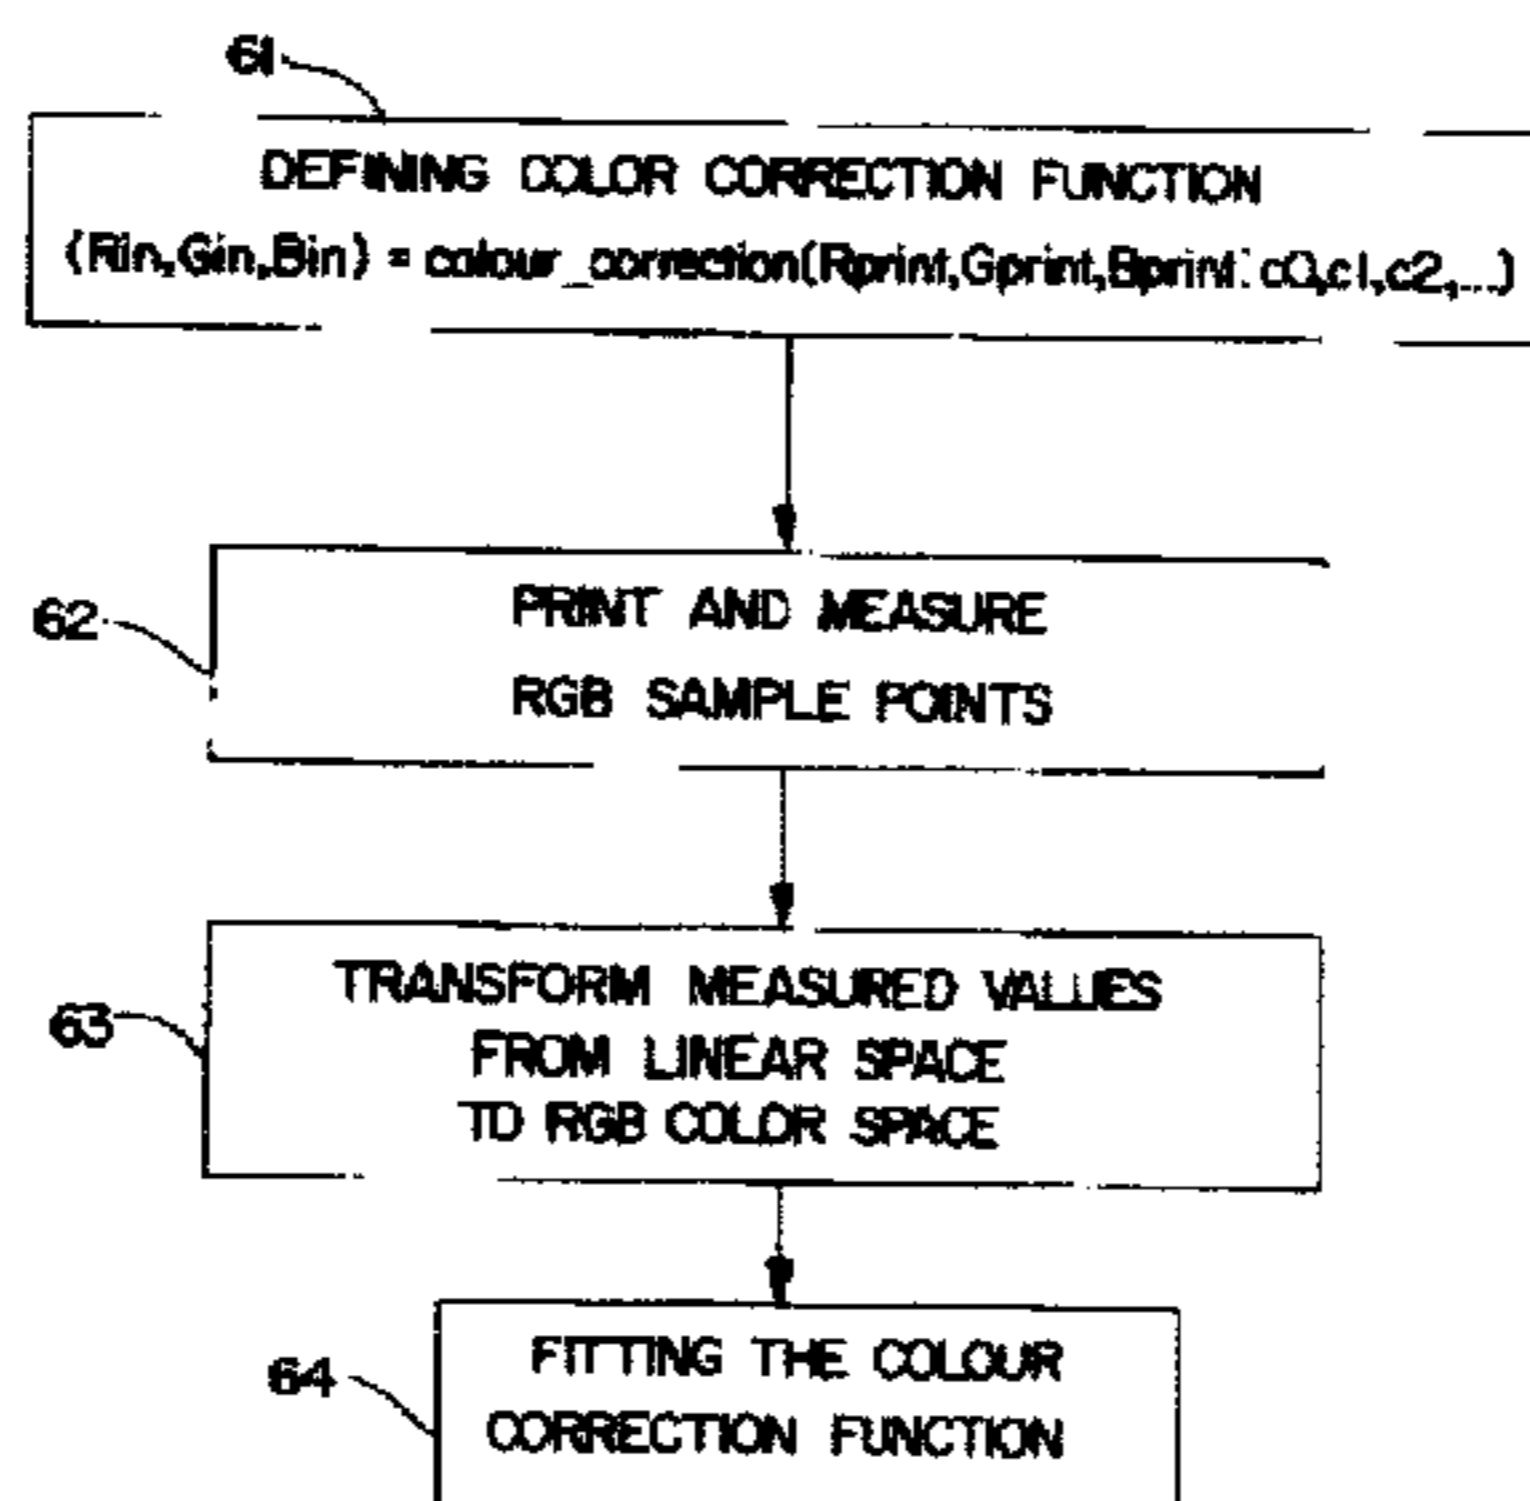 61
DEFINING COLOR CORRECTION FUNCTION
(Rin,Gin,Bin) = colour_correction(Rprint,Gprint,Bprint:c0,c1,c2,...)
62
PRINT AND MEASURE
RGB SAMPLE POINTS
63
TRANSFORM MEASURED VALUES
FROM LINEAR SPACE
TO RGB COLOR SPACE
64
FITTING THE COLOUR
CORRECTION FUNCTION